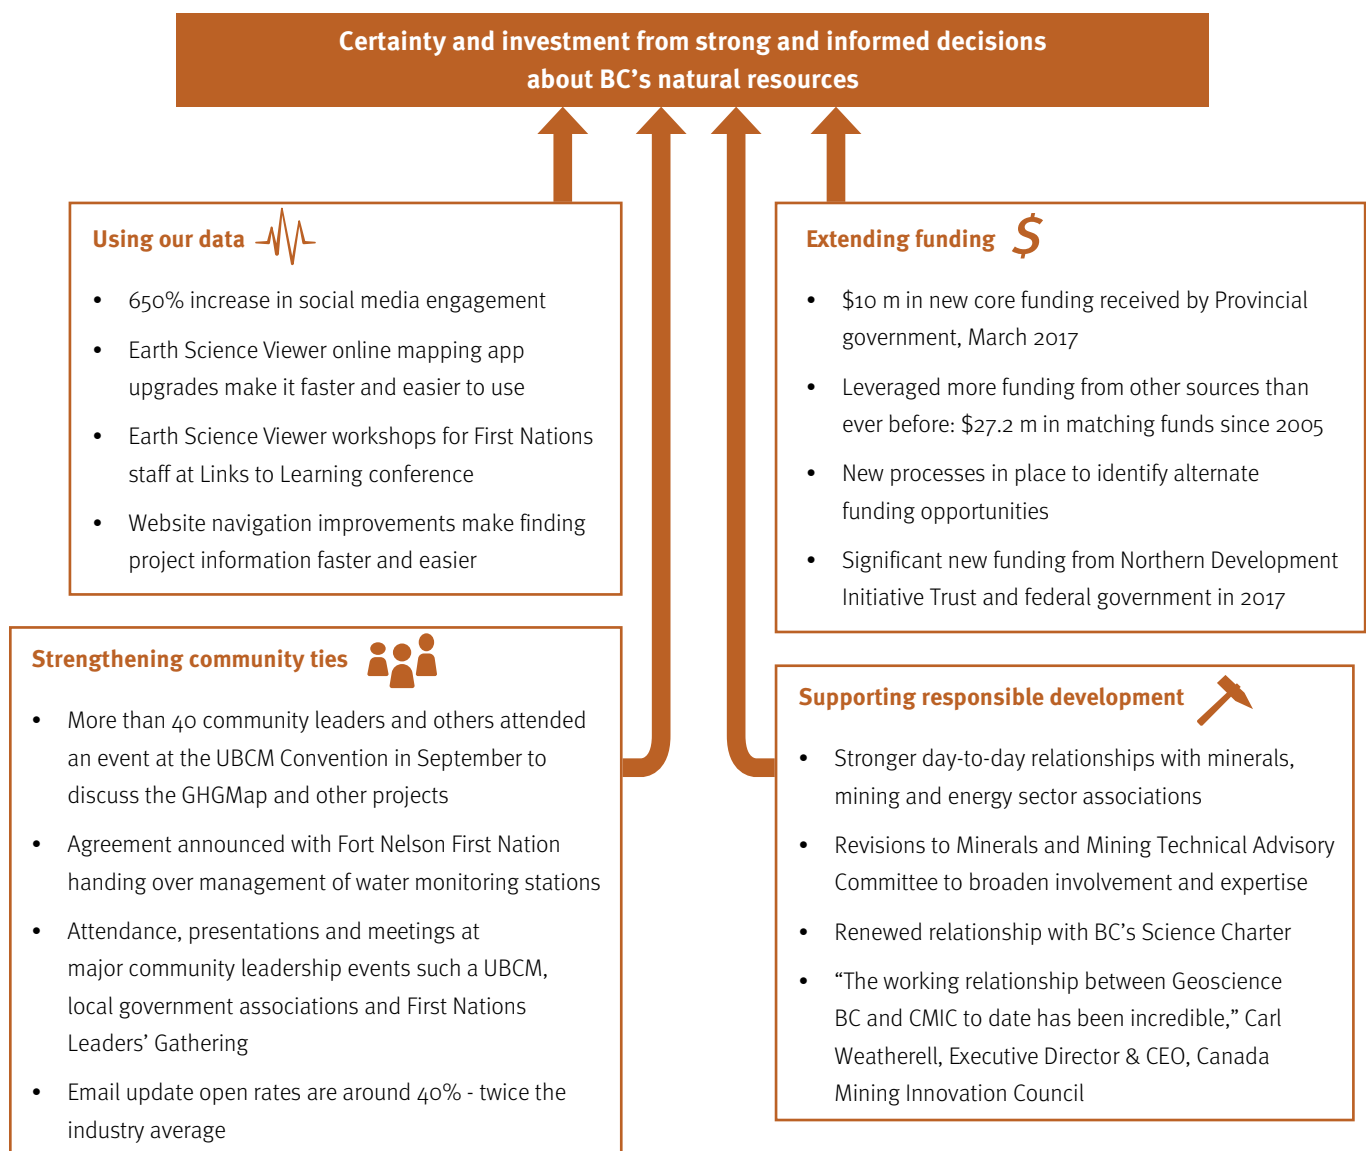 Certainty and investment from strong and informed decisions
about BC’s natural resources
Using our data
• 650% increase in social media engagement
• Earth Science Viewer online mapping app
upgrades make it faster and easier to use
• Earth Science Viewer workshops for First Nations
staff at Links to Learning conference
• Website navigation improvements make finding
project information faster and easier
Strengthening community ties
• More than 40 community leaders and others attended
an event at the UBCM Convention in September to
discuss the GHGMap and other projects
• Agreement announced with Fort Nelson First Nation
handing over management of water monitoring stations
• Attendance, presentations and meetings at
major community leadership events such a UBCM,
local government associations and First Nations
Leaders’ Gathering
• Email update open rates are around 40% - twice the
industry average
Extending funding $
• $10 m in new core funding received by Provincial
government, March 2017
• Leveraged more funding from other sources than
ever before: $27.2 m in matching funds since 2005
• New processes in place to identify alternate
funding opportunities
• Significant new funding from Northern Development
Initiative Trust and federal government in 2017
Supporting responsible development
• Stronger day-to-day relationships with minerals,
mining and energy sector associations
• Revisions to Minerals and Mining Technical Advisory
Committee to broaden involvement and expertise
• Renewed relationship with BC’s Science Charter
• “The working relationship between Geoscience
BC and CMIC to date has been incredible,” Carl
Weatherell, Executive Director & CEO, Canada
Mining Innovation Council